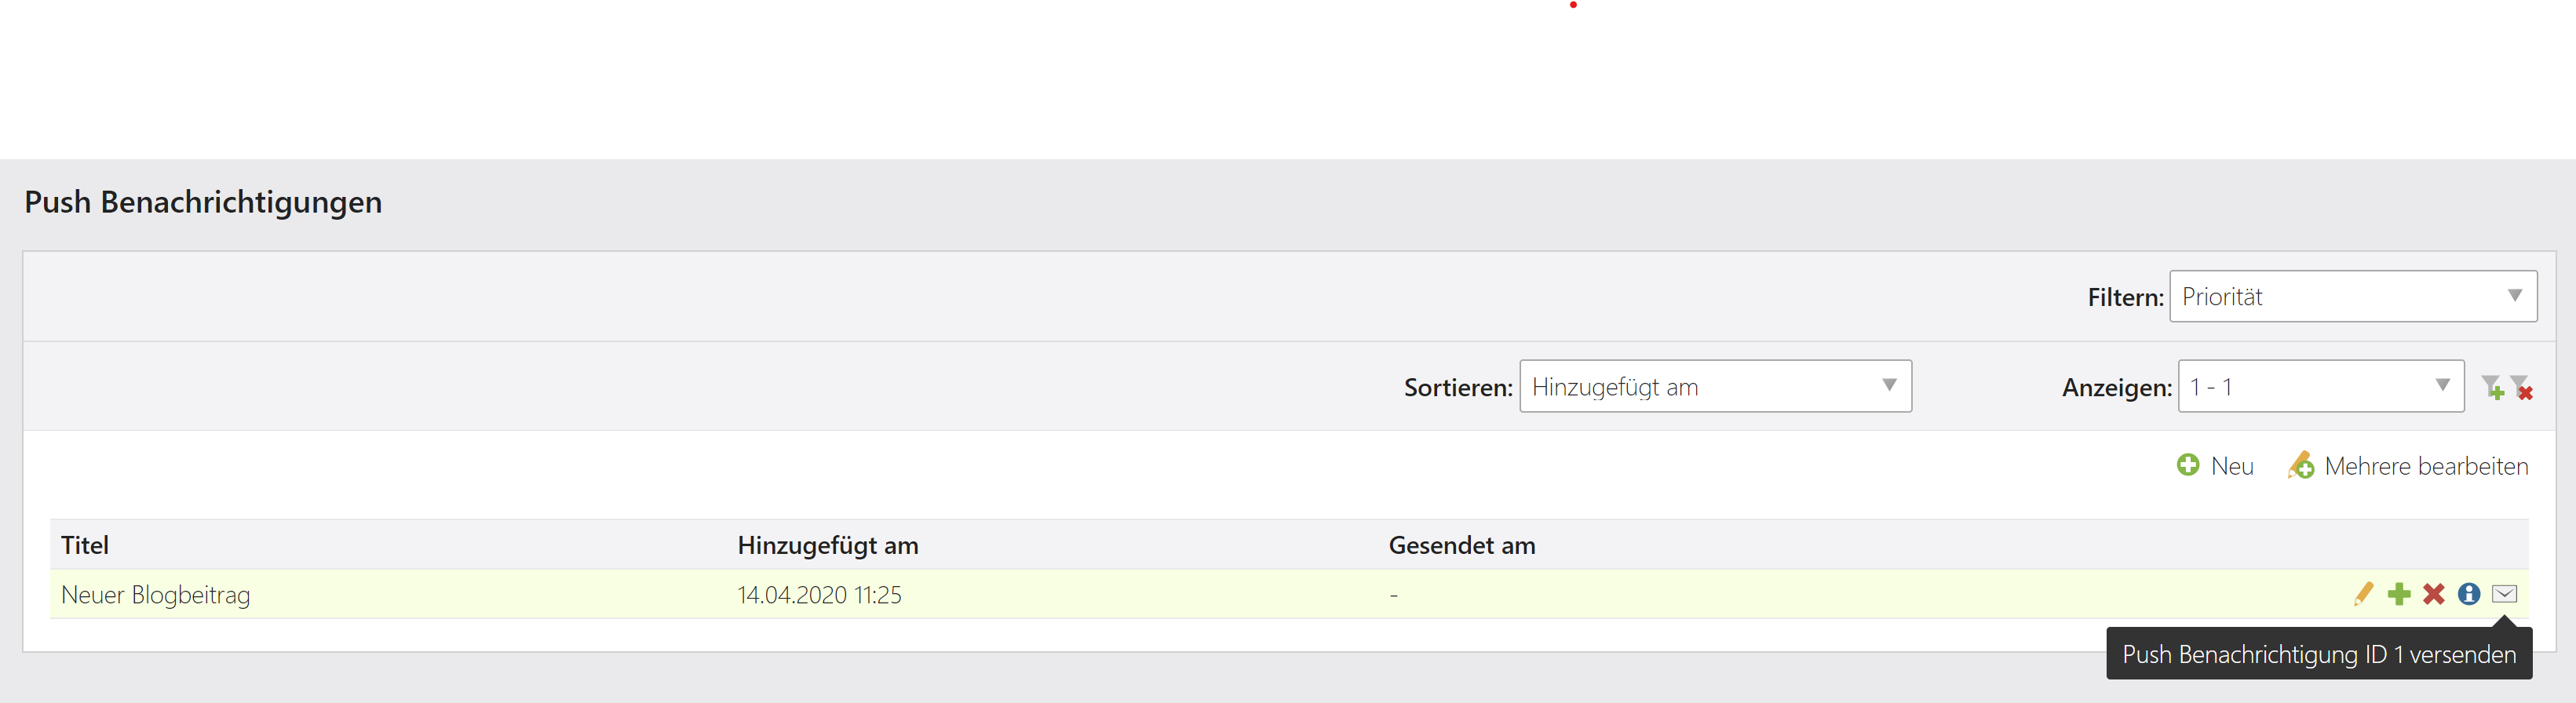 Push Benachrichtigungen
Filtern: Priorität
Sortieren: Hinzugefügt am Anzeigen: 1 - 1
Neu Mehrere bearbeiten
Titel Hinzugefügt am Gesendet am
Neuer Blogbeitrag 14.04.2020 11:25 -
Push Benachrichtigung ID 1 versenden